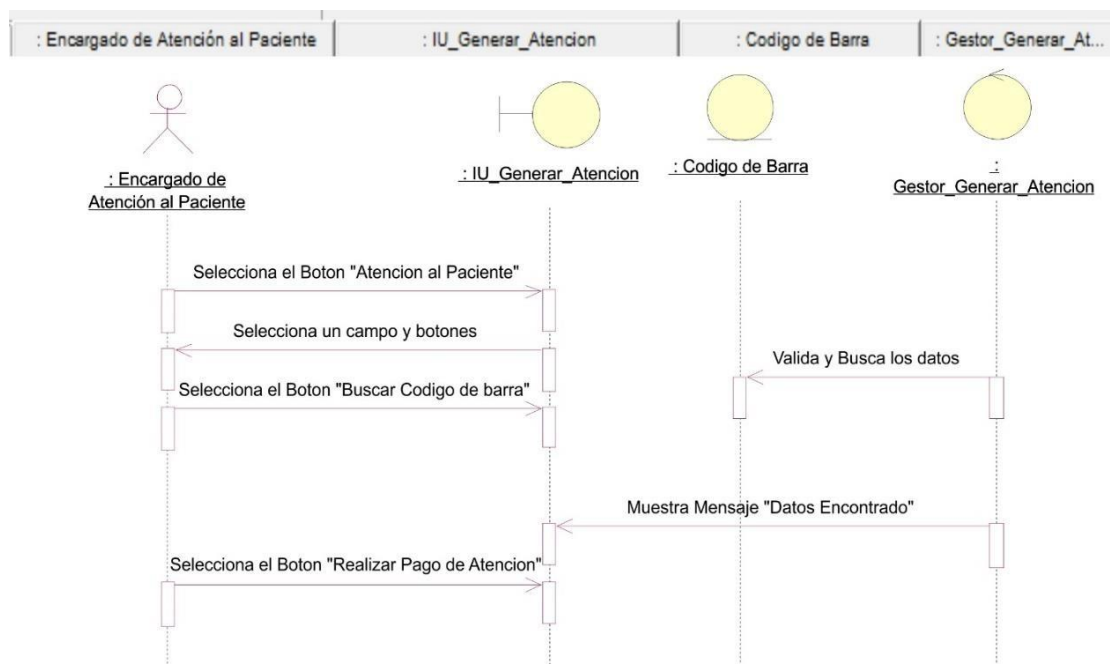 : Encargado de Atención al Paciente
: IU_Generar_Atencion
: Codigo de Barra
: Gestor_Generar_At...
: Encargado de
Atención al Paciente
: IU_Generar_Atencion
: Codigo de Barra
:
Gestor_Generar_Atencion
Selecciona el Boton "Atencion al Paciente"
Selecciona un campo y botones
Valida y Busca los datos
Selecciona el Boton "Buscar Codigo de barra"
Muestra Mensaje "Datos Encontrado"
Selecciona el Boton "Realizar Pago de Atencion"